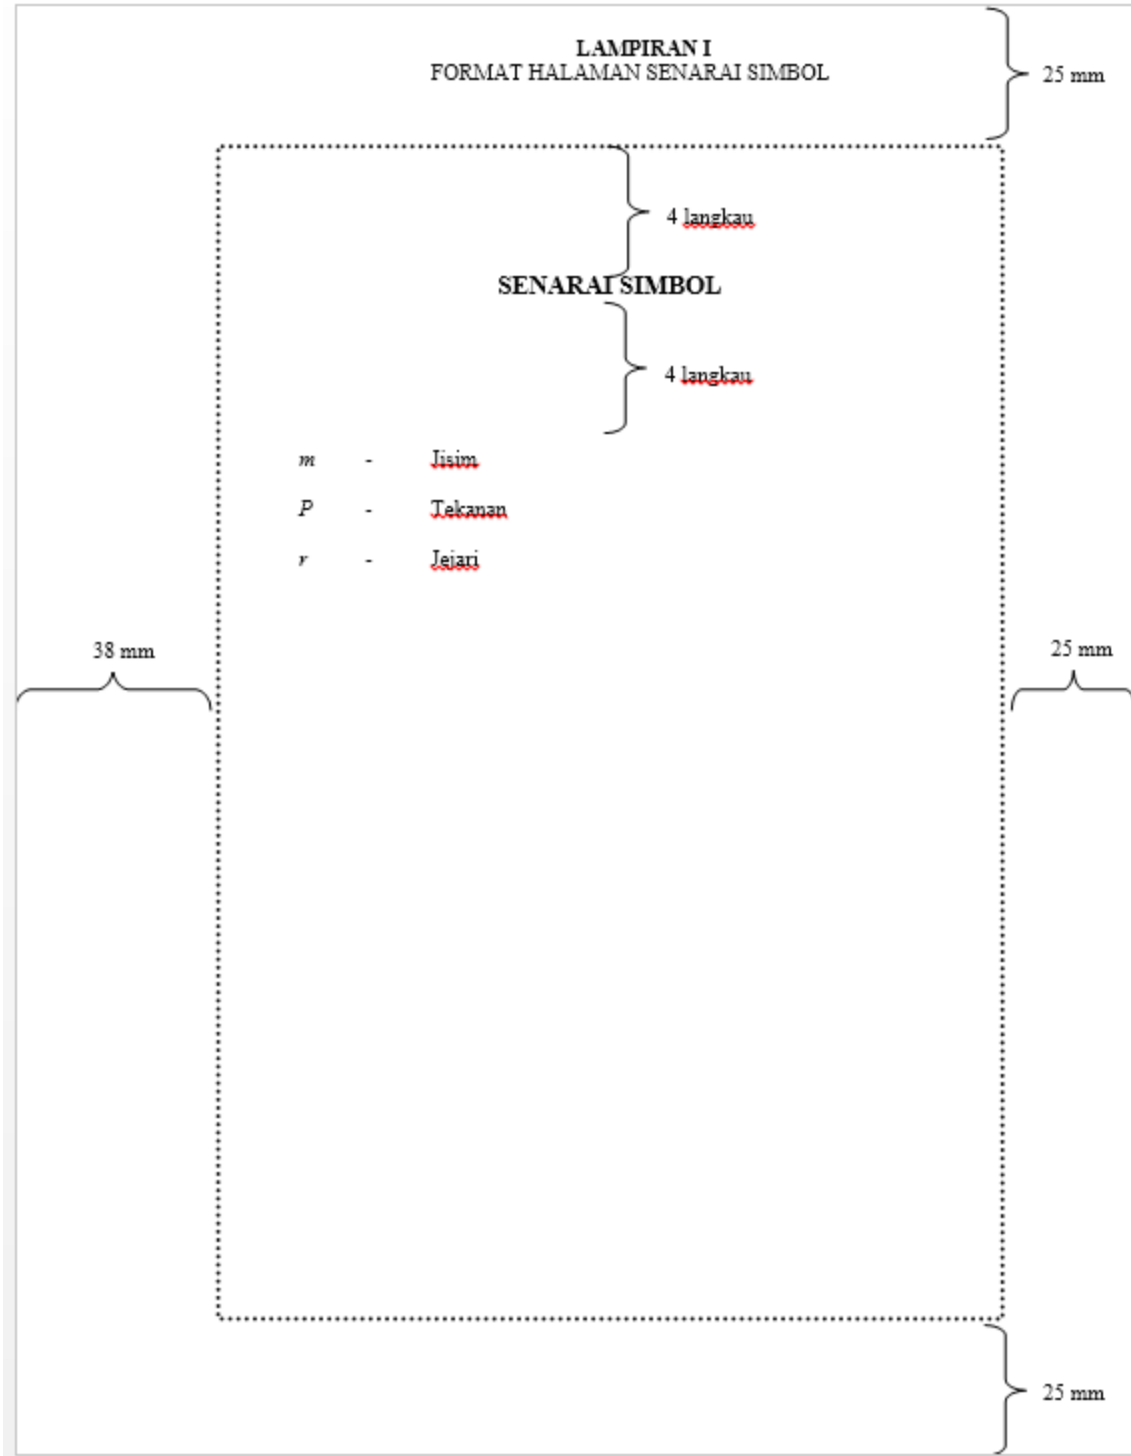 LAMPIRAN I
FORMAT HALAMAN SENARAI SIMBOL
25 mm
4 langkau
SENARAI SIMBOL
4 langkau
m - Jisim
P - Tekanan
r - Jejari
38 mm
25 mm
25 mm